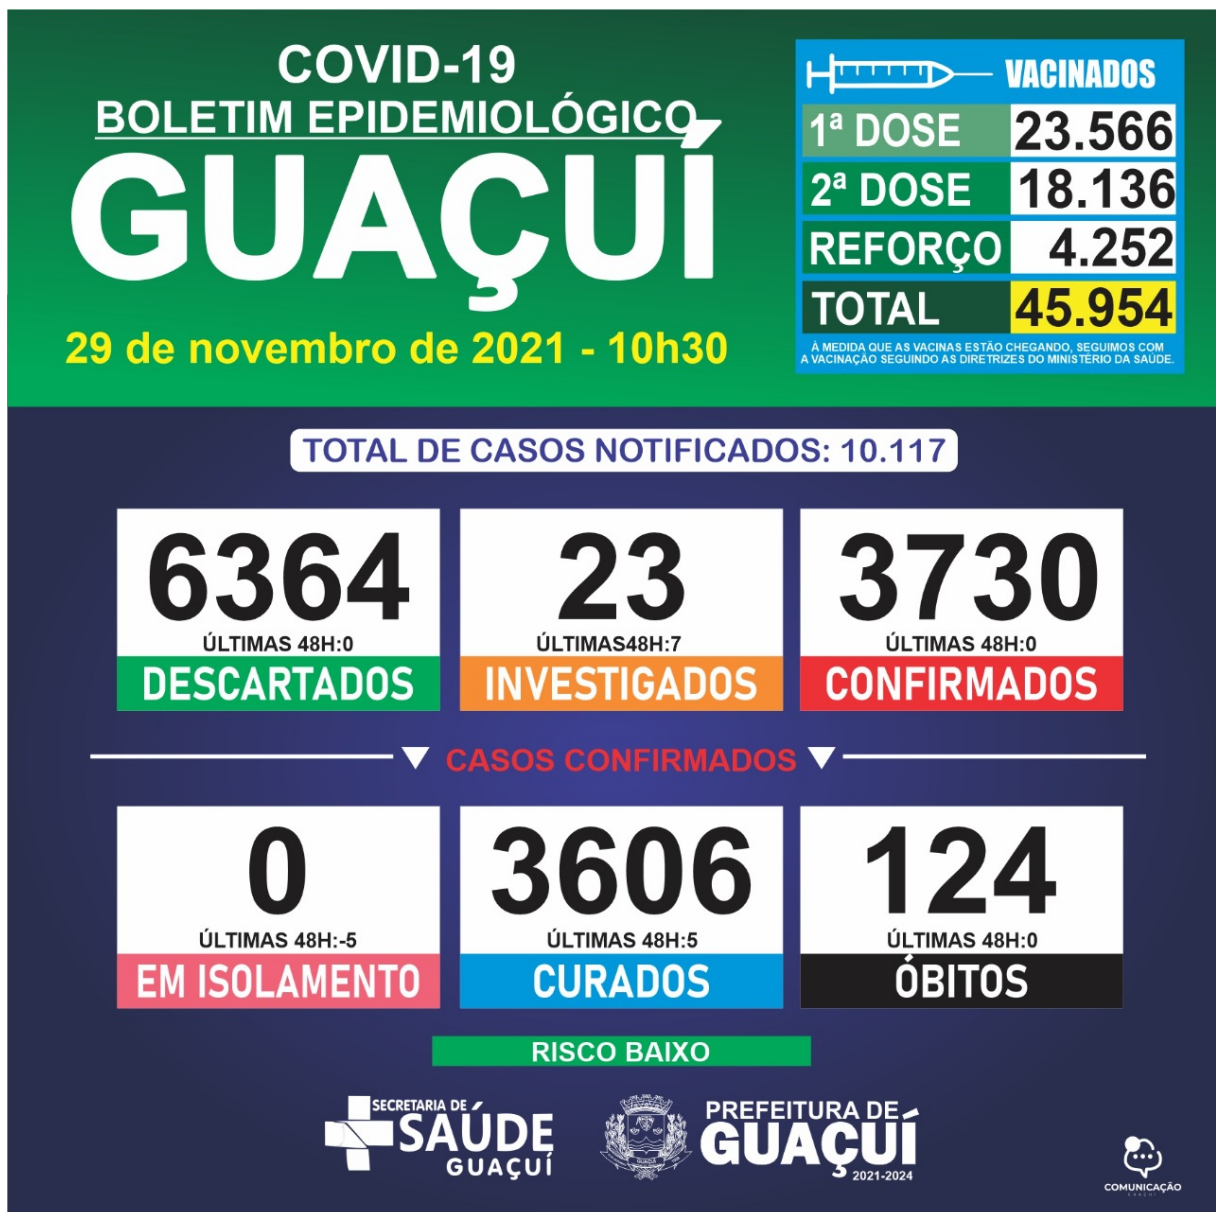 COVID-19
BOLETIM EPIDEMIOLÓGICO
GUAÇUÍ
29 de novembro de 2021 - 10h30
VACINADOS
1ª DOSE 23.566
2ª DOSE 18.136
REFORÇO 4.252
TOTAL 45.954
À MEDIDA QUE AS VACINAS ESTÃO CHEGANDO, SEGUIMOS COM
A VACINAÇÃO SEGUINDO AS DIRETRIZES DO MINISTÉRIO DA SAÚDE.
TOTAL DE CASOS NOTIFICADOS: 10.117
6364
ÚLTIMAS 48H:0
DESCARTADOS
23
ÚLTIMAS48H:7
INVESTIGADOS
3730
ÚLTIMAS 48H:0
CONFIRMADOS
CASOS CONFIRMADOS
0
ÚLTIMAS 48H:-5
EM ISOLAMENTO
3606
ÚLTIMAS 48H:5
CURADOS
124
ÚLTIMAS 48H:0
ÓBITOS
RISCO BAIXO
SECRETARIA DE
SAÚDE
GUAÇUÍ
GUAÇUÍ
PREFEITURA DE
GUAÇUÍ
2021-2024
COMUNICAÇÃO
GUAÇUÍ